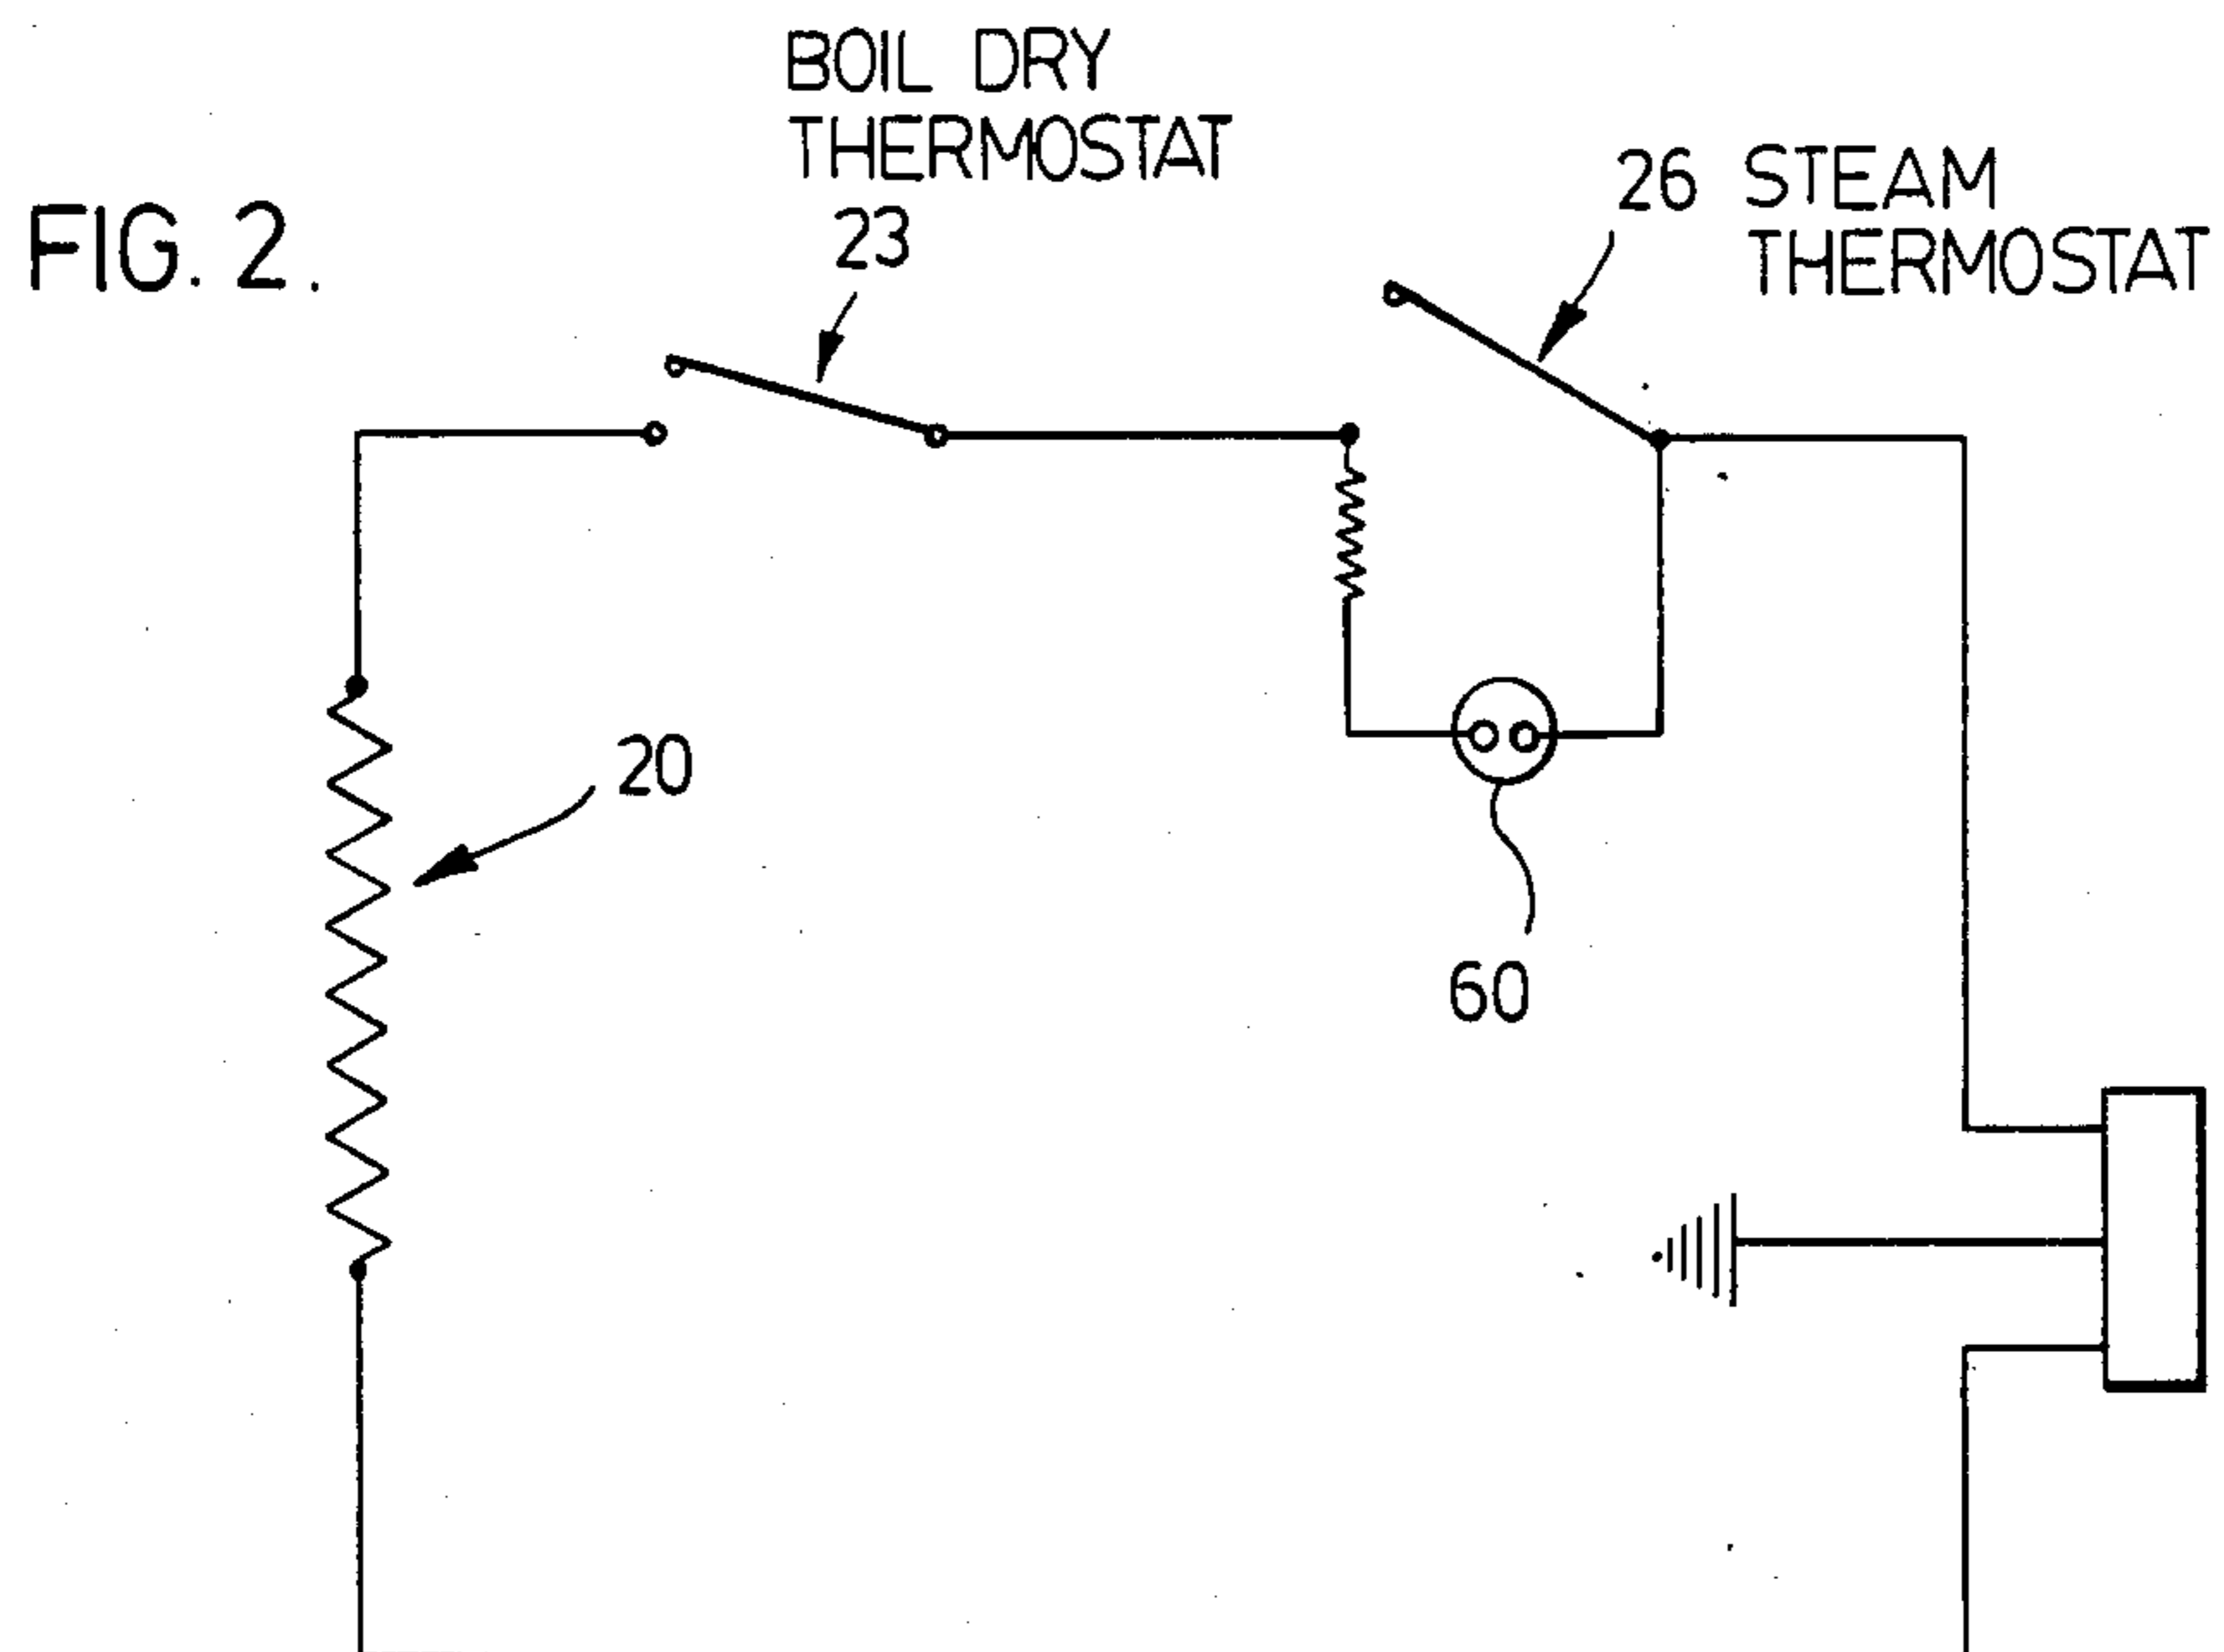 FIG. 2.
BOIL DRY
THERMOSTAT
23
26 STEAM
THERMOSTAT
20
60